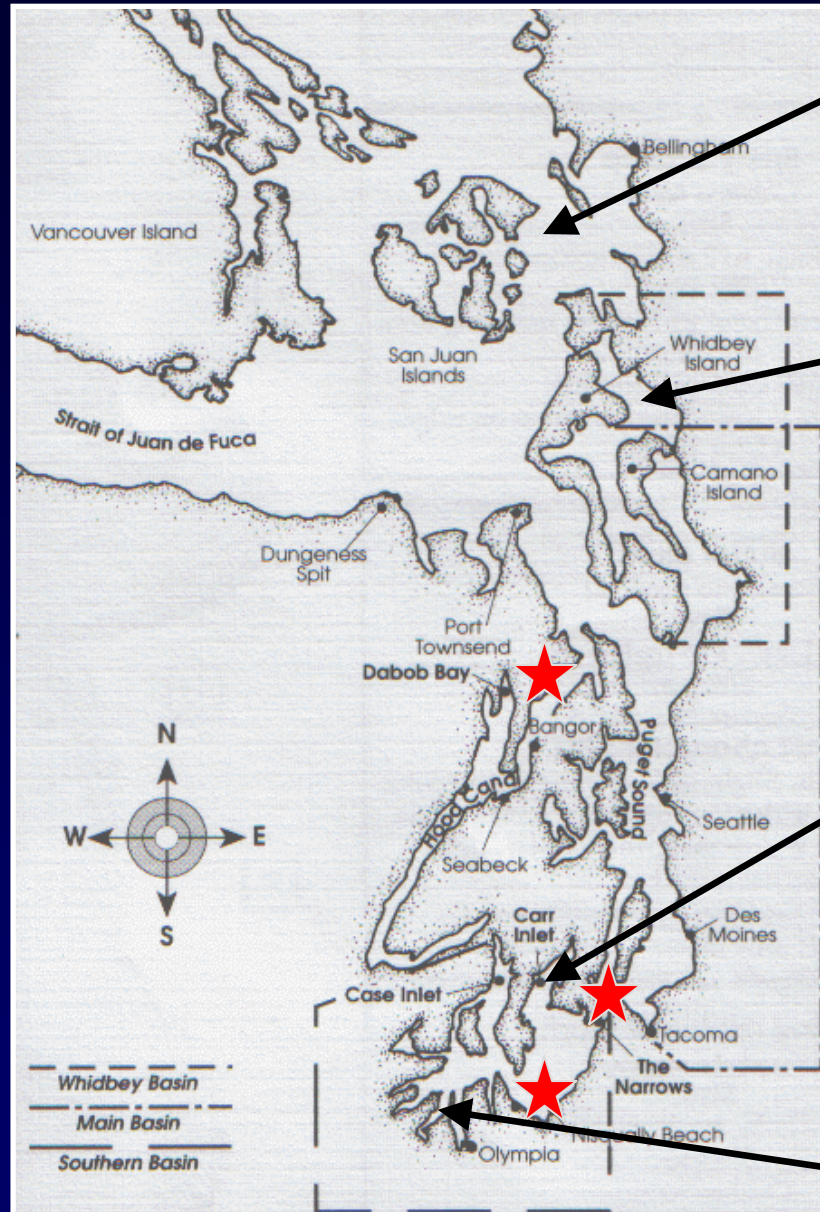 Bellingham
Vancouver Island
San Juan
Islands
Whidbey
Island
Strait of Juan de Fuca
Camano
Island
Dungeness
Spit
Port
Townsend
Dabob Bay
Bangor
Puget Sound
Hood Canal
N
W
E
S
Seattle
Seabeck
Carr
Inlet
Des
Moines
Case Inlet
Tacoma
The
Narrows
Nisqually Beach
Olympia
Whidbey Basin
Main Basin
Southern Basin